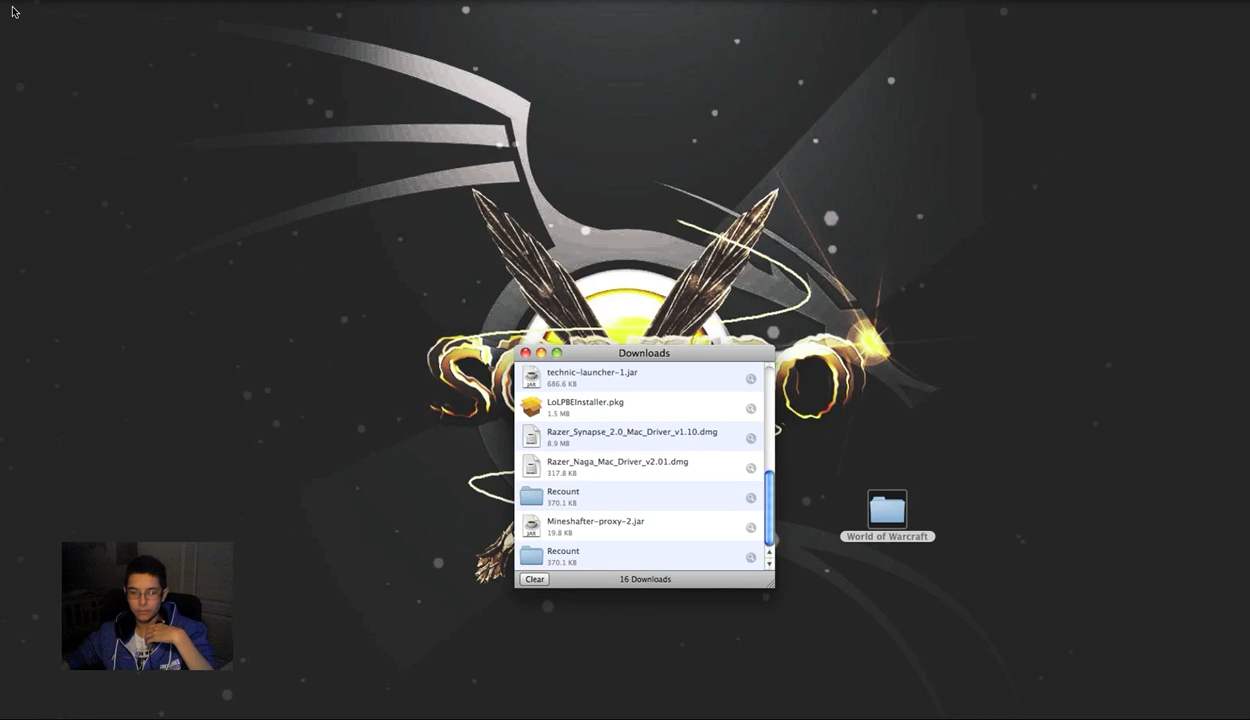 Downloads
technic-launcher-1.jar
686.6 KB
LoLPBEInstaller.pkg
1.5 MB
Razer_Synapse_2.0_Mac_Driver_v1.10.dmg
8.9 MB
Razer_Naga_Mac_Driver_v2.01.dmg
317.8 KB
Recount
370.1 KB
Mineshafter-proxy-2.jar
19.8 KB
Recount
370.1 KB
Clear
16 Downloads
World of Warcraft